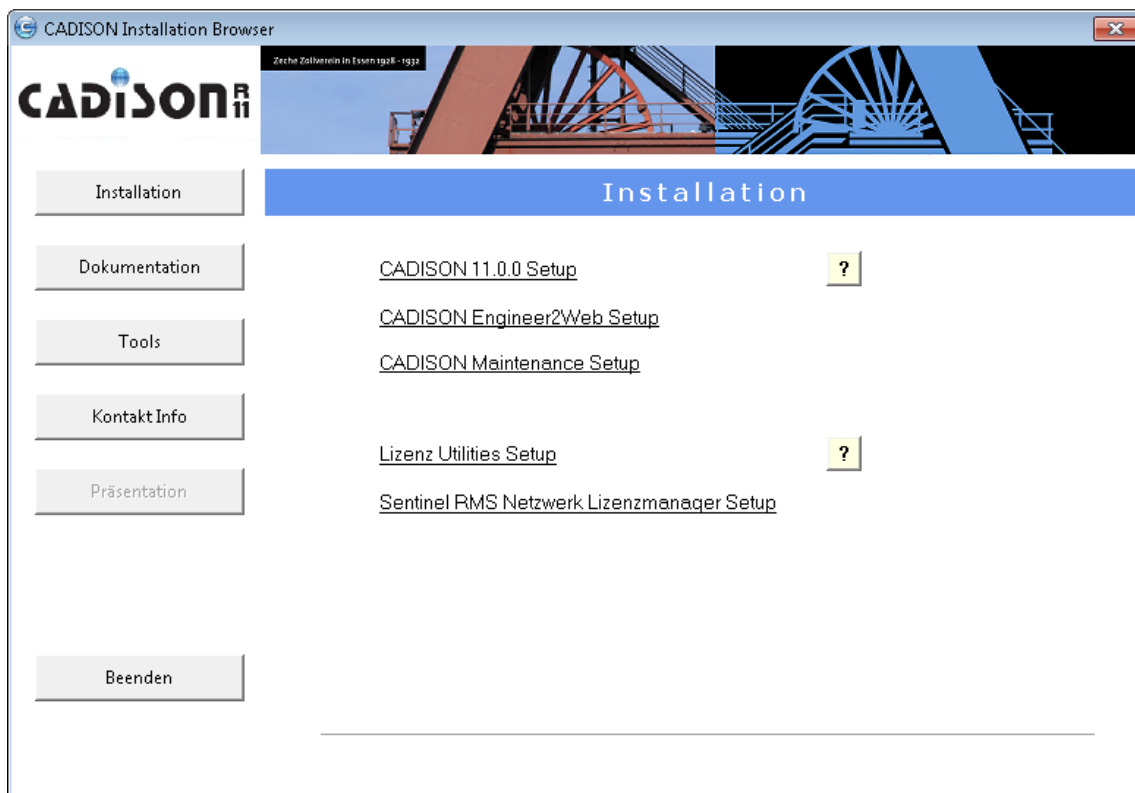 CADISON Installation Browser
CADISON R 11
Zeche Zollverein in Essen 1928 - 1932
Installation
Installation
Dokumentation
CADISON 11.0.0 Setup
?
CADISON Engineer2Web Setup
Tools
CADISON Maintenance Setup
Kontakt Info
Lizenz Utilities Setup
?
Präsentation
Sentinel RMS Netzwerk Lizenzmanager Setup
Beenden